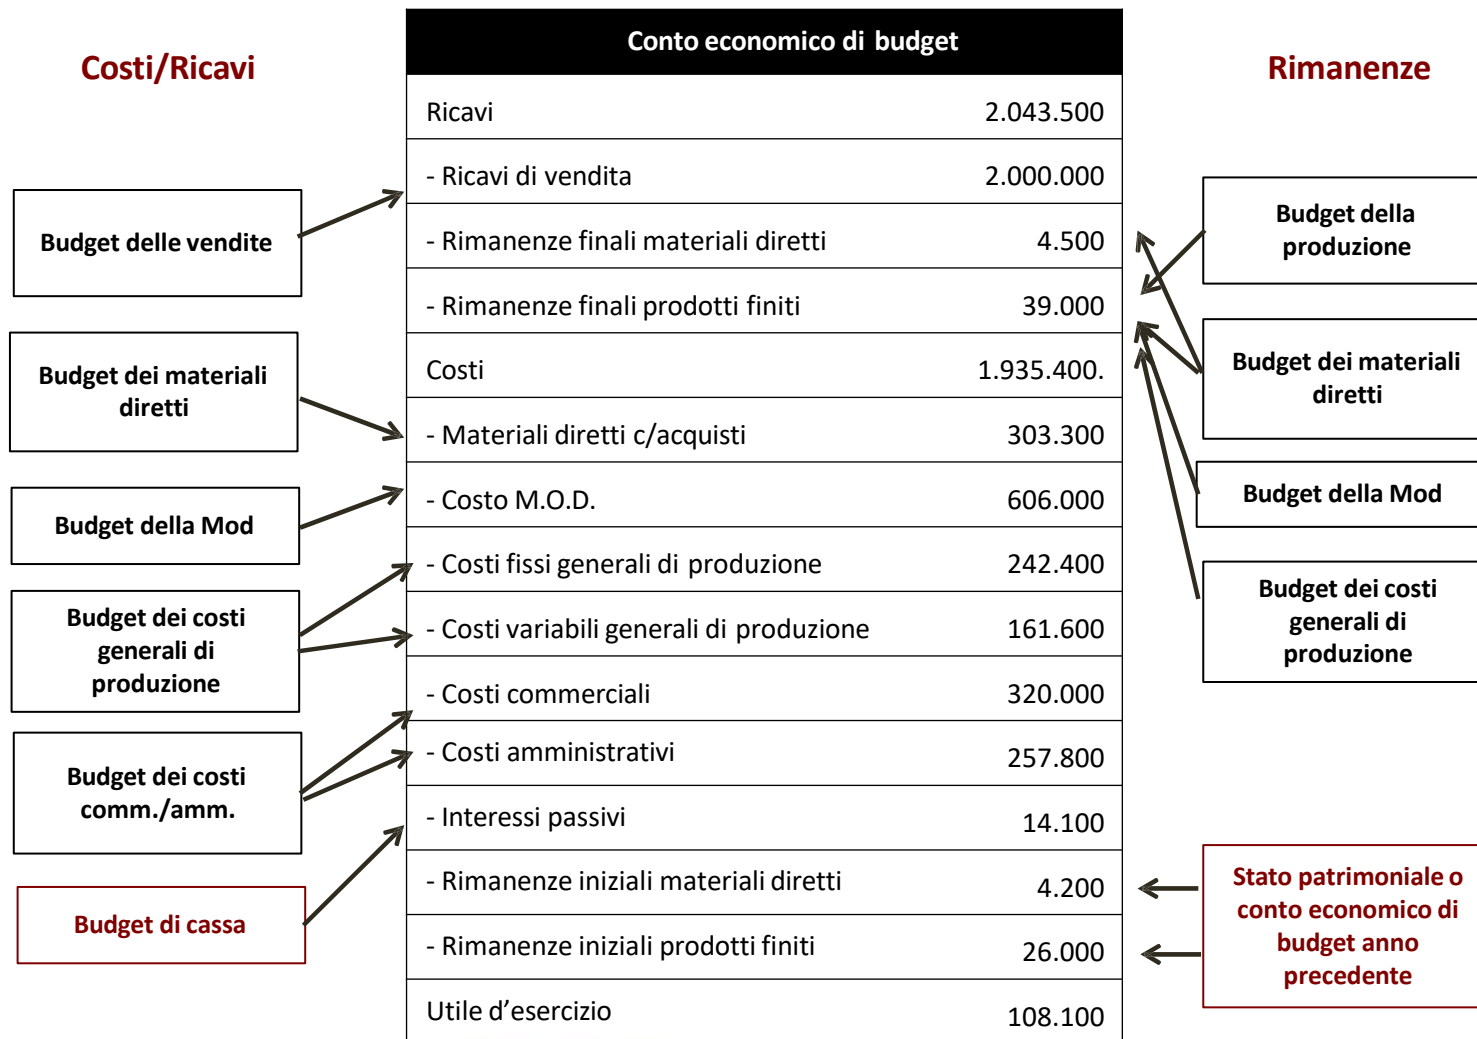 Costi/Ricavi
Budget delle vendite
Budget dei materiali
diretti
Budget della Mod
Budget dei costi
generali di
produzione
Budget dei costi
comm./amm.
Budget di cassa
Conto economico di budget
Ricavi 2.043.500
- Ricavi di vendita 2.000.000
- Rimanenze finali materiali diretti 4.500
- Rimanenze finali prodotti finiti 39.000
Costi 1.935.400.
- Materiali diretti c/acquisti 303.300
- Costo M.O.D. 606.000
- Costi fissi generali di produzione 242.400
- Costi variabili generali di produzione 161.600
- Costi commerciali 320.000
- Costi amministrativi 257.800
- Interessi passivi 14.100
- Rimanenze iniziali materiali diretti 4.200
- Rimanenze iniziali prodotti finiti 26.000
Utile d’esercizio 108.100
Rimanenze
Budget della
produzione
Budget dei materiali
diretti
Budget della Mod
Budget dei costi
generali di
produzione
Stato patrimoniale o
conto economico di
budget anno
precedente